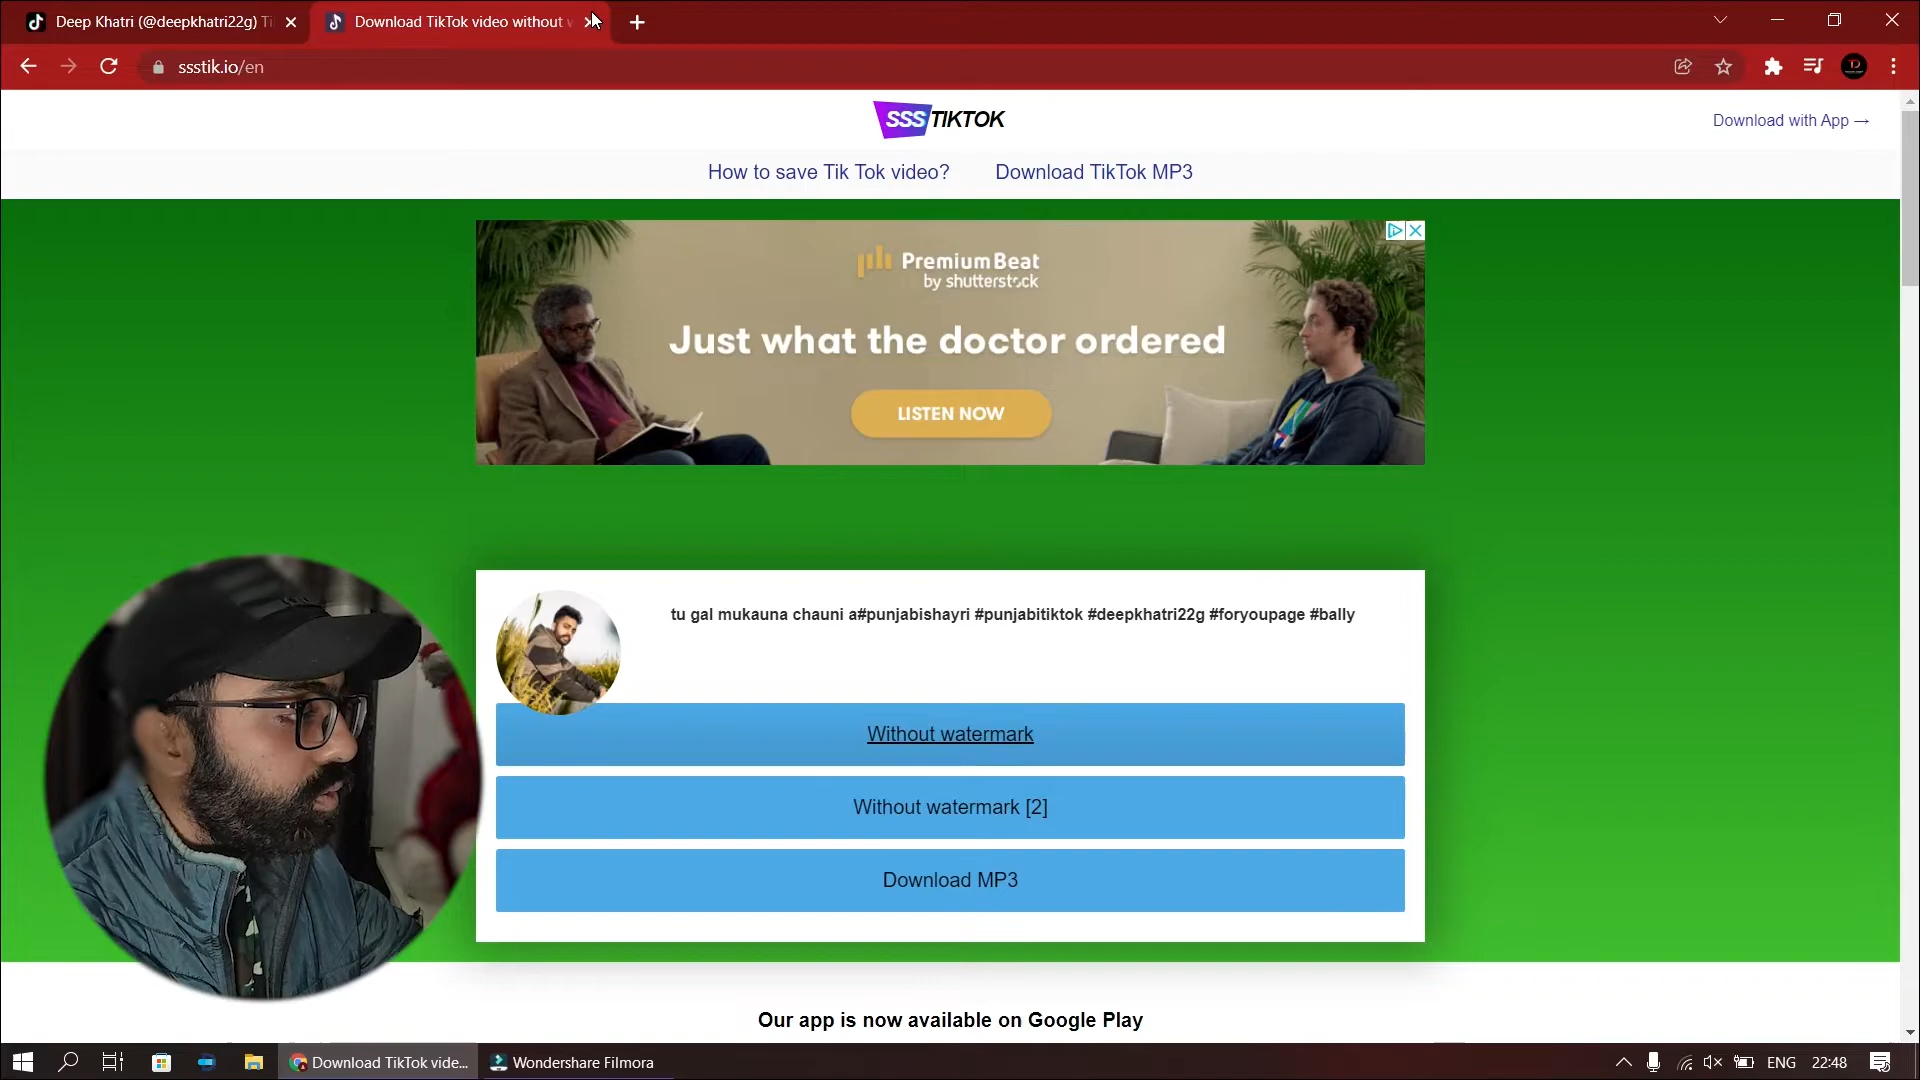 Deep Khatri (@deepkhatri22g) Ti
Download TikTok video without w
ssstik.io/en
SSSTIKTOK
Download with App →
How to save Tik Tok video?
Download TikTok MP3
PremiumBeat
by shutterstock
Just what the doctor ordered
LISTEN NOW
tu gal mukauna chauni a#punjabishayri #punjabitiktok #deepkhatri22g #foryoupage #bally
Without watermark
Without watermark [2]
Download MP3
Our app is now available on Google Play
Download TikTok vide...
Wondershare Filmora
ENG
22:48